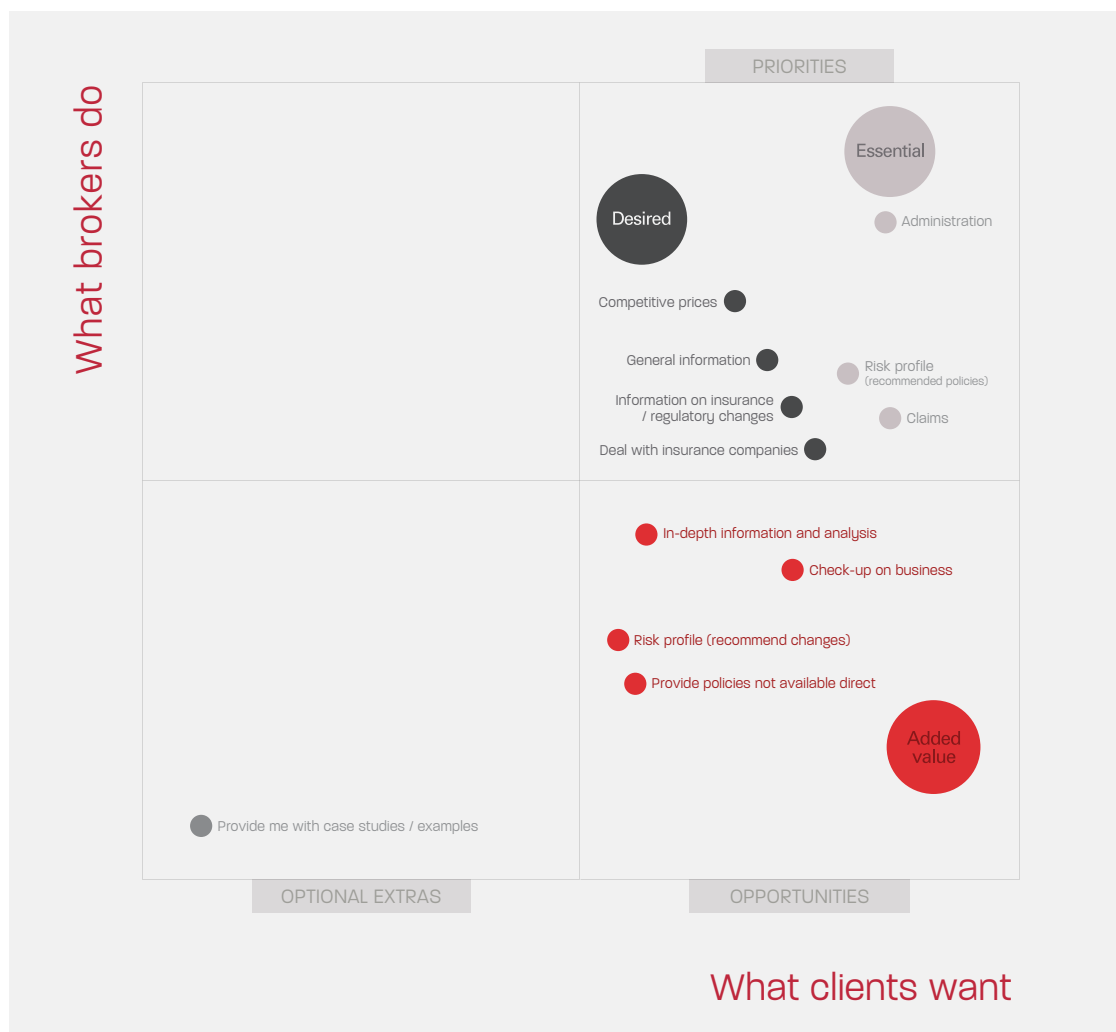 PRIORITIES
What brokers do
Essential
Desired
Administration
Competitive prices
General information
Risk profile
(recommended policies)
Information on insurance
/ regulatory changes
Claims
Deal with insurance companies
In-depth information and analysis
Check-up on business
Risk profile (recommend changes)
Provide policies not available direct
Added
value
Provide me with case studies / examples
OPTIONAL EXTRAS
OPPORTUNITIES
What clients want